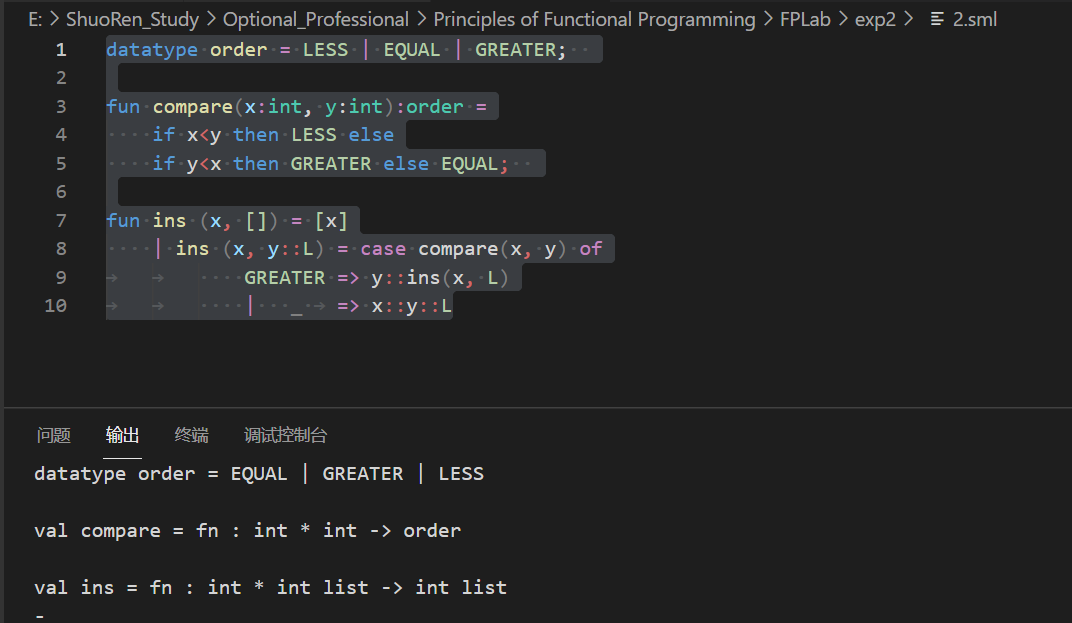 E: > ShuoRen_Study > Optional_Professional > Principles of Functional Programming > FPLab > exp2 > 2.sml
1 datatype order = LESS | EQUAL | GREATER;
2
3 fun compare(x:int, y:int):order =
4     if x<y then LESS else
5     if y<x then GREATER else EQUAL;
6
7 fun ins (x, []) = [x]
8     | ins (x, y::L) = case compare(x, y) of
9             GREATER => y::ins(x, L)
10             |   _   => x::y::L
问题 输出 终端 调试控制台
datatype order = EQUAL | GREATER | LESS
val compare = fn : int * int -> order
val ins = fn : int * int list -> int list
-